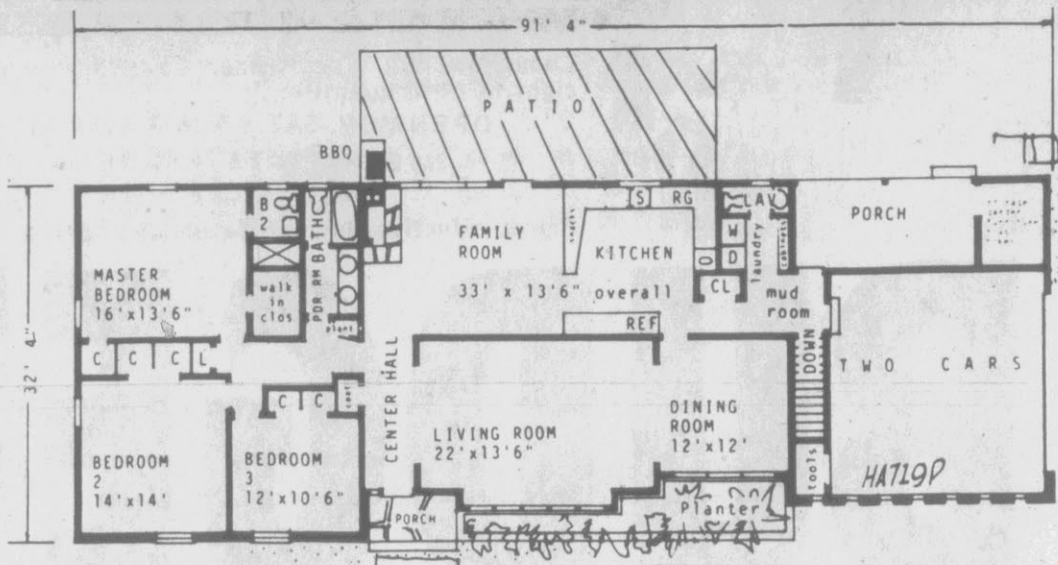 91' 4"
PATIO
BBQ
B
2
BATH
PDR RM
S RG
LAV
W
D
laundry
cabinets
PORCH
MASTER
BEDROOM
16'x13'6"
walk
in
clos
plant
FAMILY
ROOM
KITCHEN
33' x 13'6" overall
O
CL
mud
room
REF
32' 4"
C C C L
C C
coat
CENTER HALL
DOWN
TWO CARS
BEDROOM
2
14'x14'
BEDROOM
3
12'x10'6"
LIVING ROOM
22'x13'6"
DINING
ROOM
12'x12'
tools
HA719P
PORCH
Planter